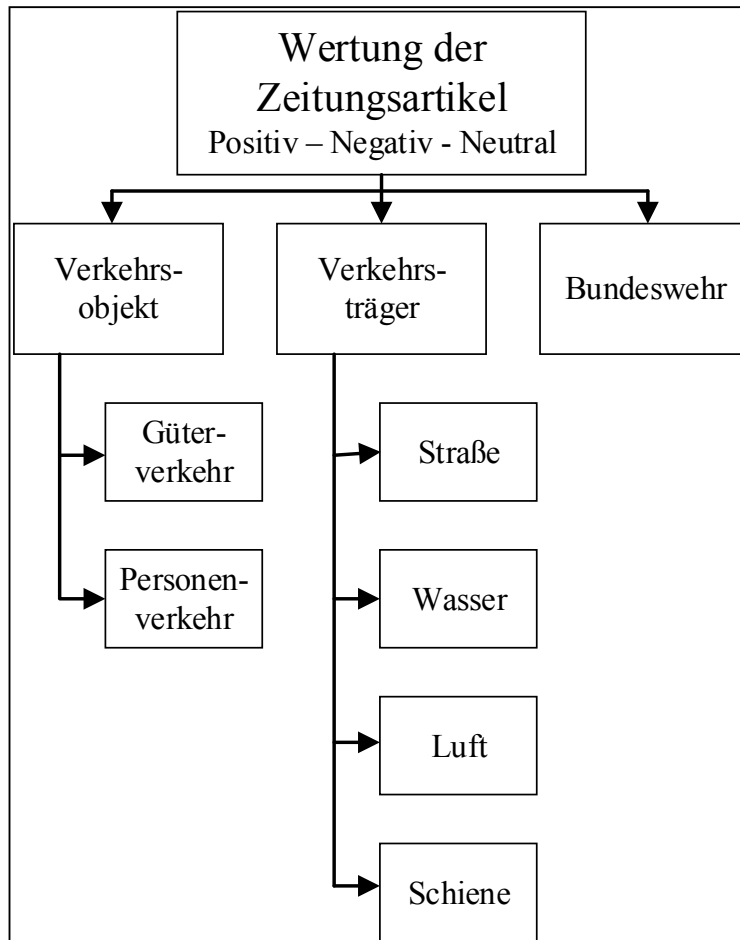 Wertung der
Zeitungsartikel
Positiv – Negativ - Neutral
Verkehrs-
objekt
Verkehrs-
träger
Bundeswehr
Güter-
verkehr
Personen-
verkehr
Straße
Wasser
Luft
Schiene